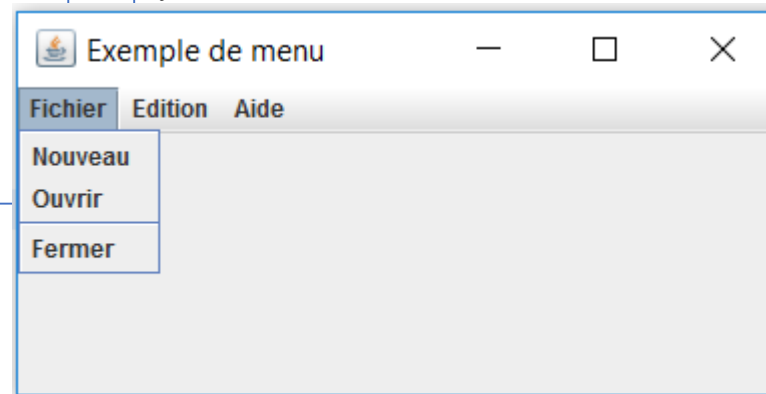 Exemple de menu
Fichier Edition Aide
Nouveau
Ouvrir
Fermer